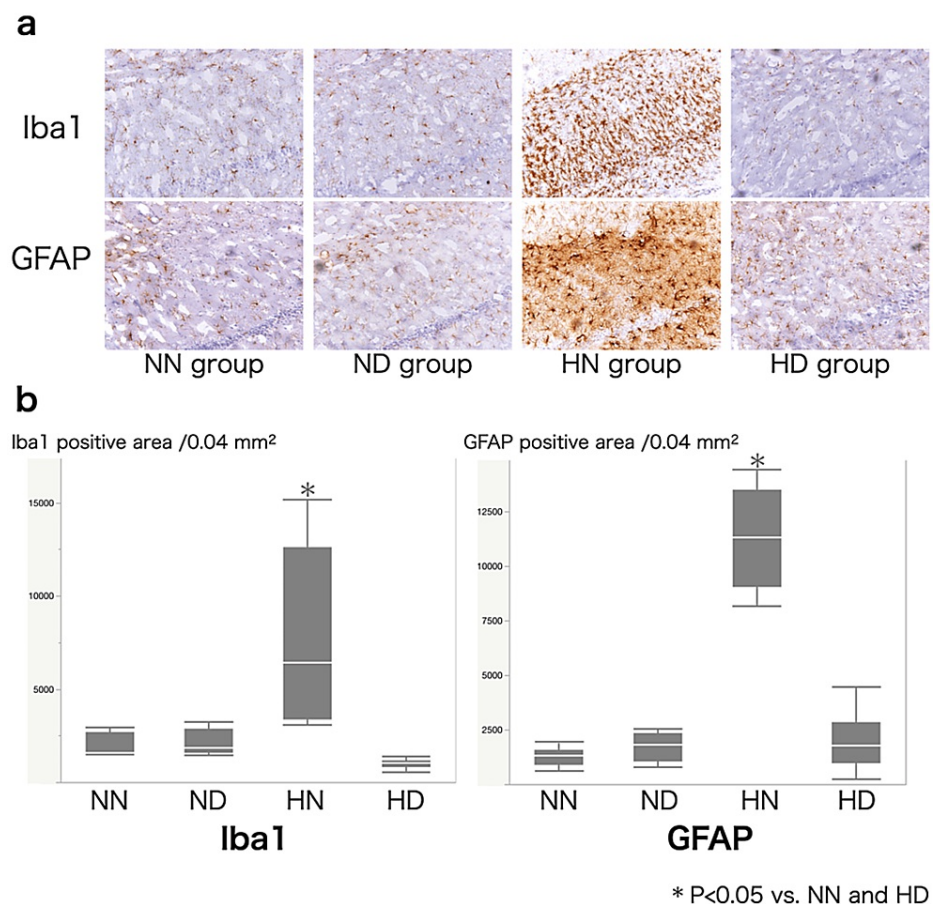 a
Iba1
GFAP
NN group ND group HN group HD group
b
Iba1 positive area /0.04 mm² GFAP positive area /0.04 mm²
* *
15000 12500
10000 10000
7500
5000 5000
2500
NN ND HN HD NN ND HN HD
Iba1 GFAP
* P<0.05 vs. NN and HD